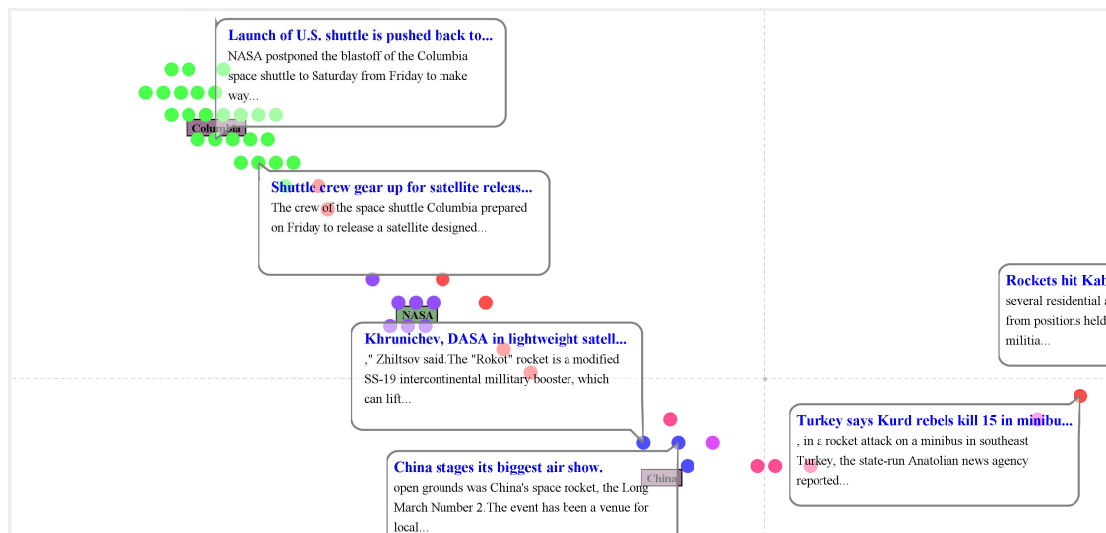 Launch of U.S. shuttle is pushed back to...
NASA postponed the blastoff of the Columbia
space shuttle to Saturday from Friday to make
way...
Columbia
Shuttle crew gear up for satellite releas...
The crew of the space shuttle Columbia prepared
on Friday to release a satellite designed...
NASA
Khrunichev, DASA in lightweight satell...
," Zhiltsov said.The "Rokot" rocket is a modified
SS-19 intercontinental millitary booster, which
can lift...
China stages its biggest air show.
open grounds was China's space rocket, the Long
March Number 2.The event has been a venue for
local...
China
Rockets hit Kab
several residential a
from positions held
militia...
Turkey says Kurd rebels kill 15 in minibu...
, in a rocket attack on a minibus in southeast
Turkey, the state-run Anatolian news agency
reported...